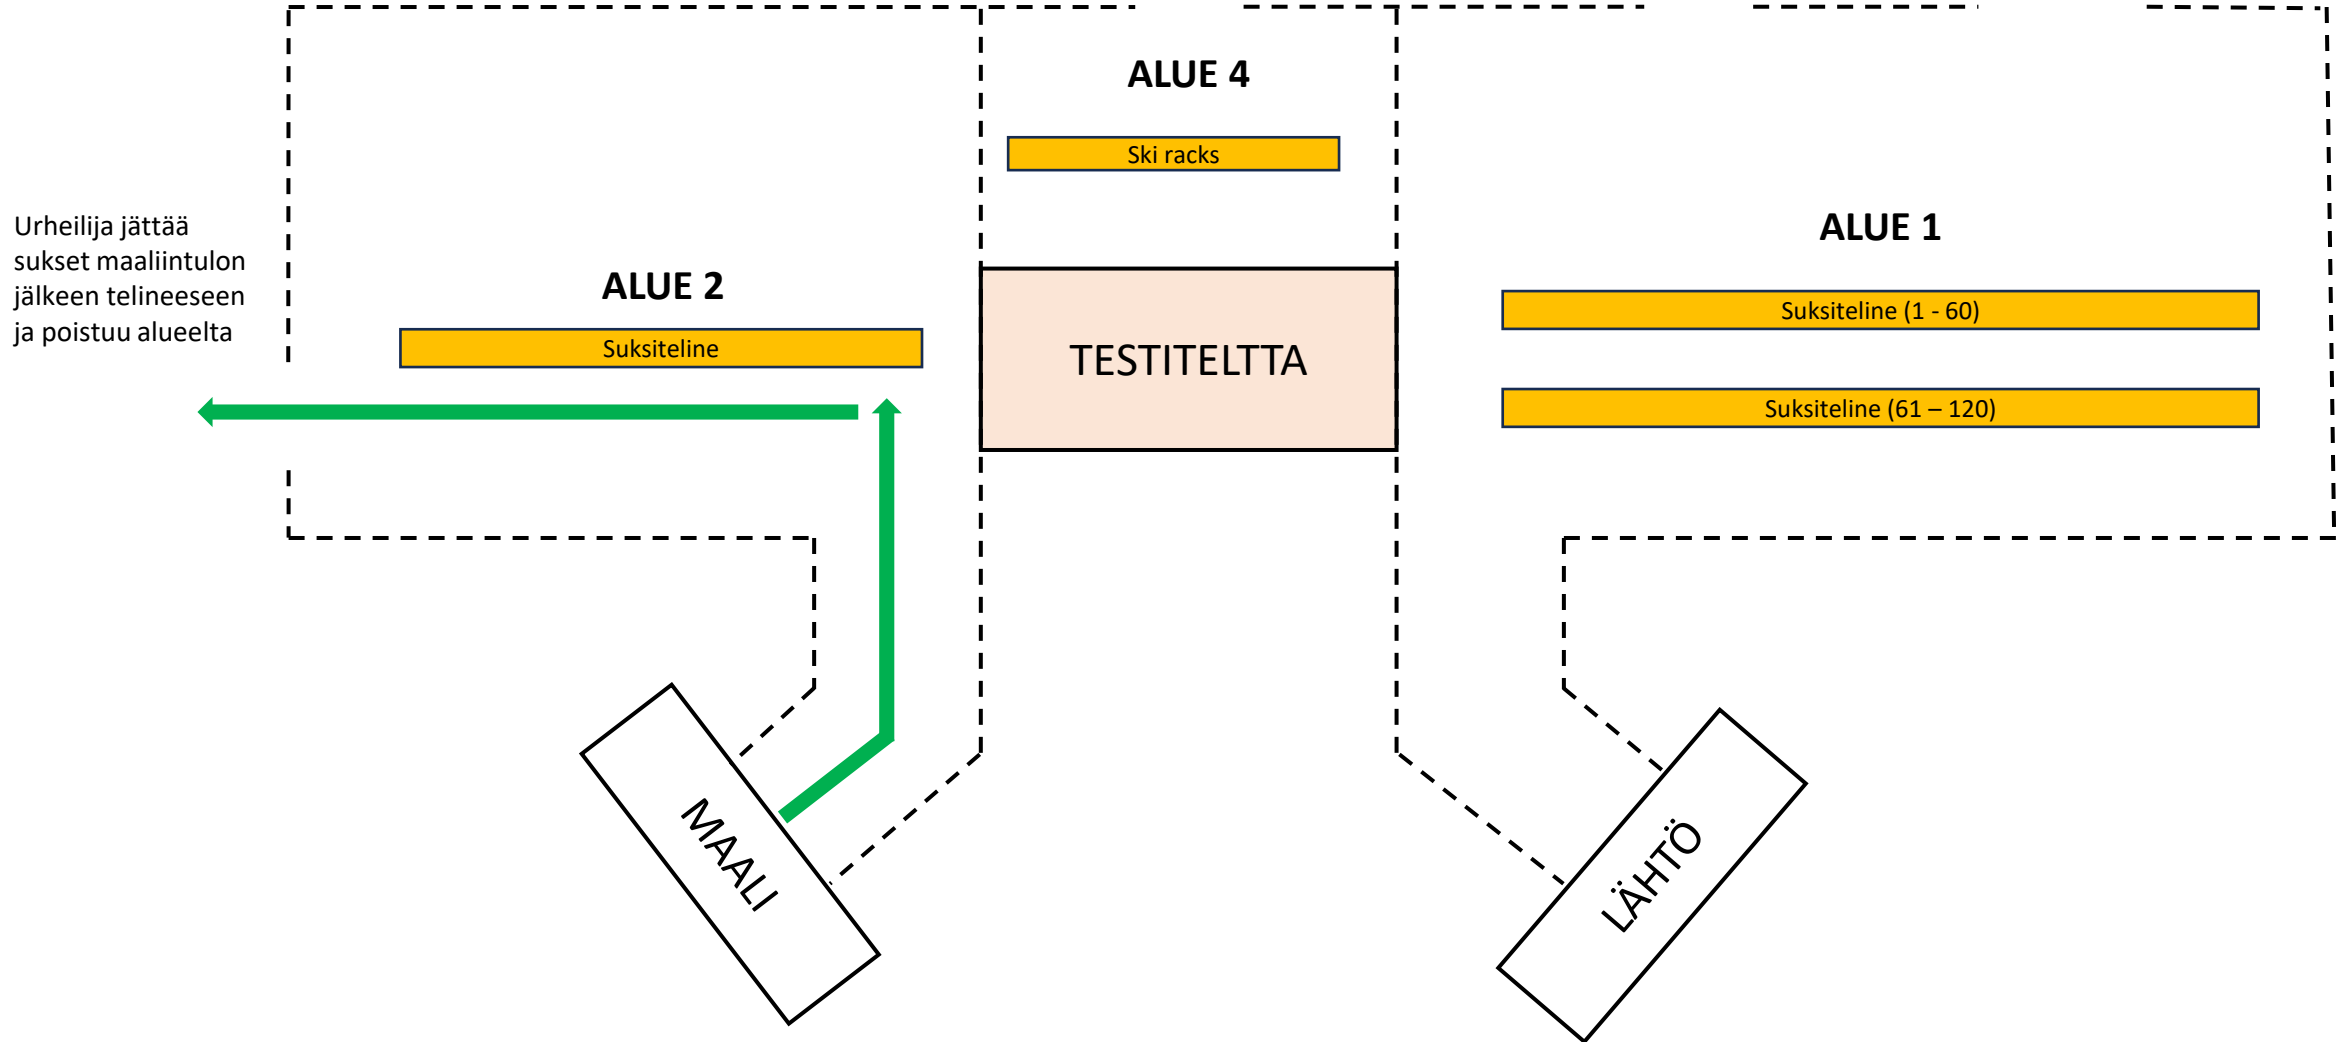 ALUE 4
Ski racks
Urheilija jättää
sukset maaliintulon
jälkeen telineeseen
ja poistuu alueelta
ALUE 2
Suksiteline
TESTITELTTA
ALUE 1
Suksiteline (1 - 60)
Suksiteline (61 – 120)
MAALI
LÄHTÖ